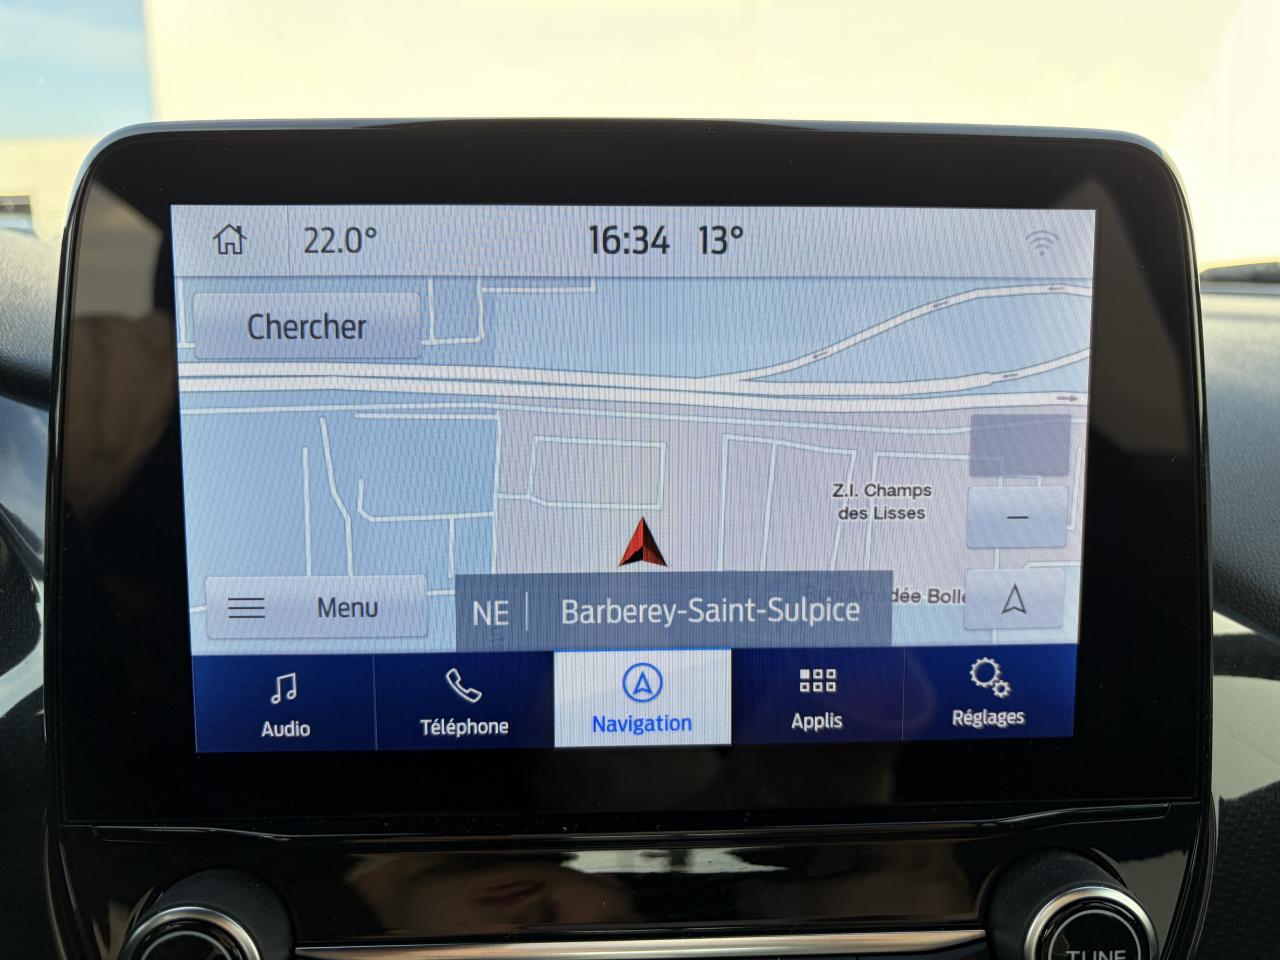 22.0°
16:34 13°
Chercher
Z.I. Champs
des Lisses
Menu
NE
Barberey-Saint-Sulpice
Audio
Téléphone
Navigation
Applis
Réglages
TUNE